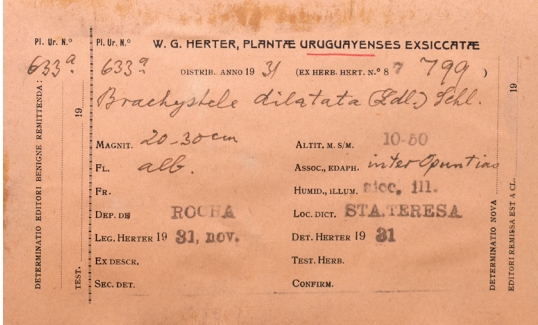 Pl. Ur. N.º Pl. Ur. N.º W. G. HERTER, PLANTÆ URUGUAYENSES EXSICCATÆ
633a 633a DISTRIB. ANNO 19 31 (EX HERB. HERT. N.º 8 799 )
Brachystele dilatata (Ldl.) Schl.
MAGNIT. 20-30 cm ALTIT. M. S/M. 10-50
FL. alb. ASSOC., EDAPH. inter Opuntias
FR. HUMID., ILLUM. sicc, ill.
DEP. DE ROCHA LOC. DICT. STA.TERESA
LEG. HERTER 19 31, nov. DET. HERTER 19 31
EX DESCR. TEST. HERB.
SEC. DET. CONFIRM.
DETERMINATIO EDITORI BENIGNE REMITTENDA:
TEST. 19
DETERMINATIO NOVA
EDITORI REMISSA EST A CL. 19